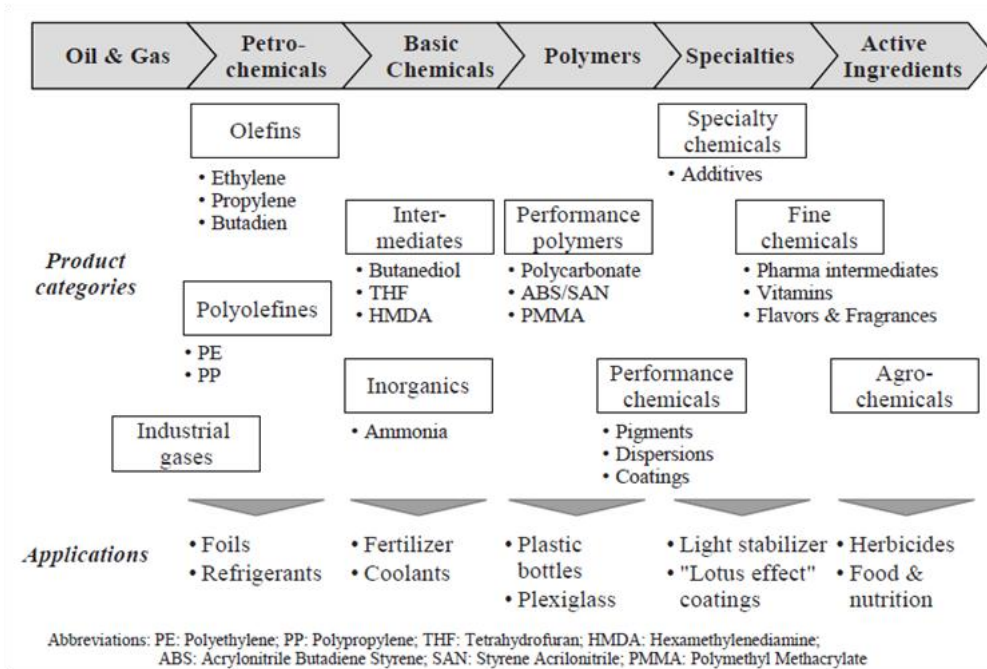 Oil & Gas
Petro-
chemicals
Basic
Chemicals
Polymers
Specialties
Active
Ingredients
Product
categories
Olefins
• Ethylene
• Propylene
• Butadien
Polyolefines
• PE
• PP
Industrial
gases
Inter-
mediates
• Butanediol
• THF
• HMDA
Inorganics
• Ammonia
Performance
polymers
• Polycarbonate
• ABS/SAN
• PMMA
Performance
chemicals
• Pigments
• Dispersions
• Coatings
Specialty
chemicals
• Additives
Fine
chemicals
• Pharma intermediates
• Vitamins
• Flavors & Fragrances
Agro-
chemicals
Applications
• Foils
• Refrigerants
• Fertilizer
• Coolants
• Plastic
bottles
• Plexiglass
• Light stabilizer
• "Lotus effect"
coatings
• Herbicides
• Food &
nutrition
Abbreviations: PE: Polyethylene; PP: Polypropylene; THF: Tetrahydrofuran; HMDA: Hexamethylenediamine;
ABS: Acrylonitrile Butadiene Styrene; SAN: Styrene Acrilonitrile; PMMA: Polymethyl Methacrylate